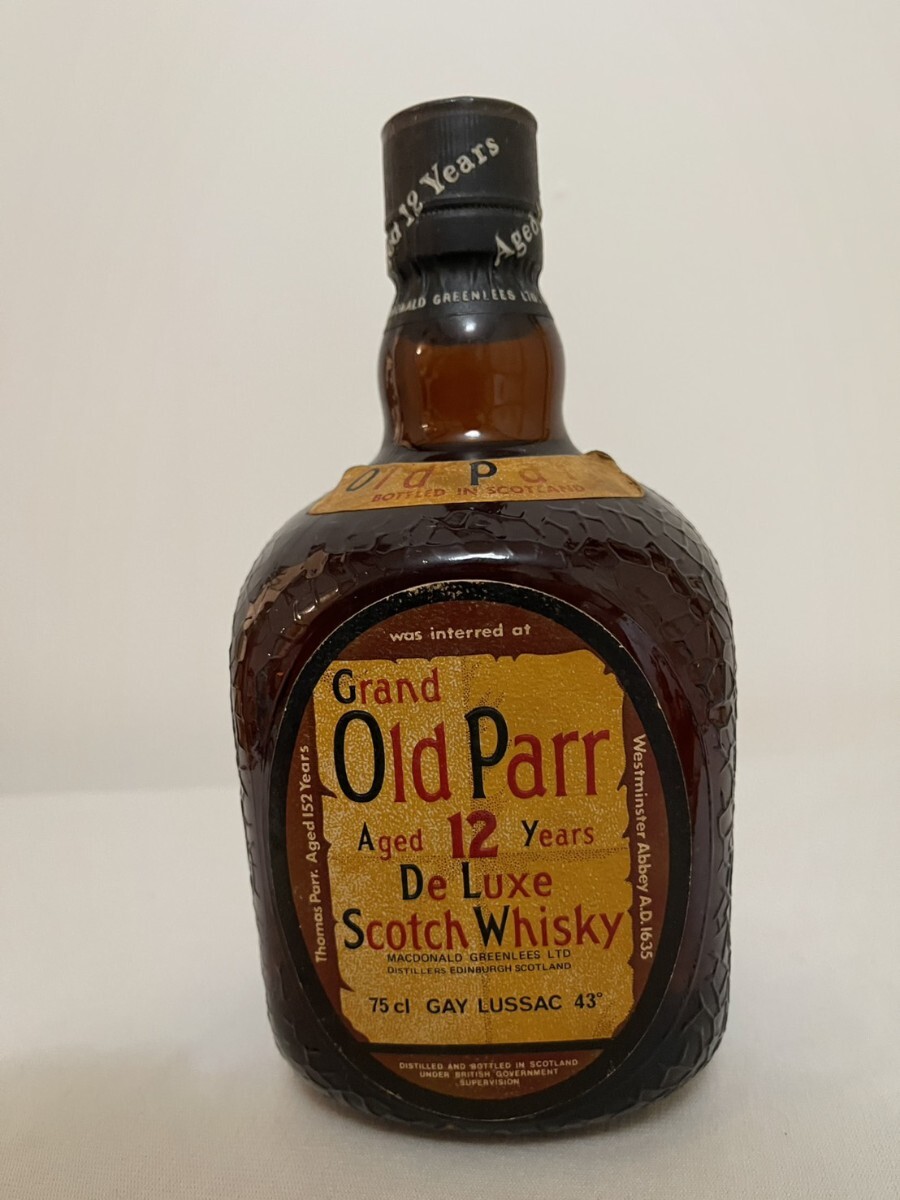 12 Years
Aged
GREENLEES LTD
Old Pa
BOTTLED IN SCOTLAND
Thomas Parr. Aged 152 Years
was interred at
Westminster Abbey A.D. 1635
Grand
Old Parr
Aged 12 Years
De Luxe
Scotch Whisky
MACDONALD GREENLEES LTD
DISTILLERS EDINBURGH SCOTLAND
75 cl GAY LUSSAC 43°
DISTILLED AND BOTTLED IN SCOTLAND
UNDER BRITISH GOVERNMENT
SUPERVISION